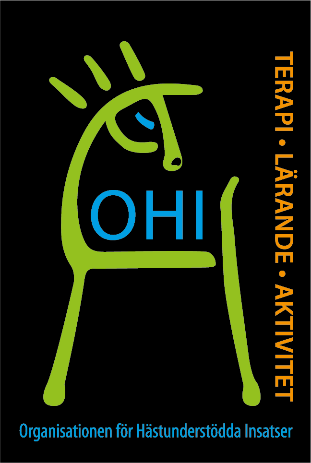 OHI
TERAPI • LÄRANDE • AKTIVITET
Organisationen för Hästunderstödda Insatser